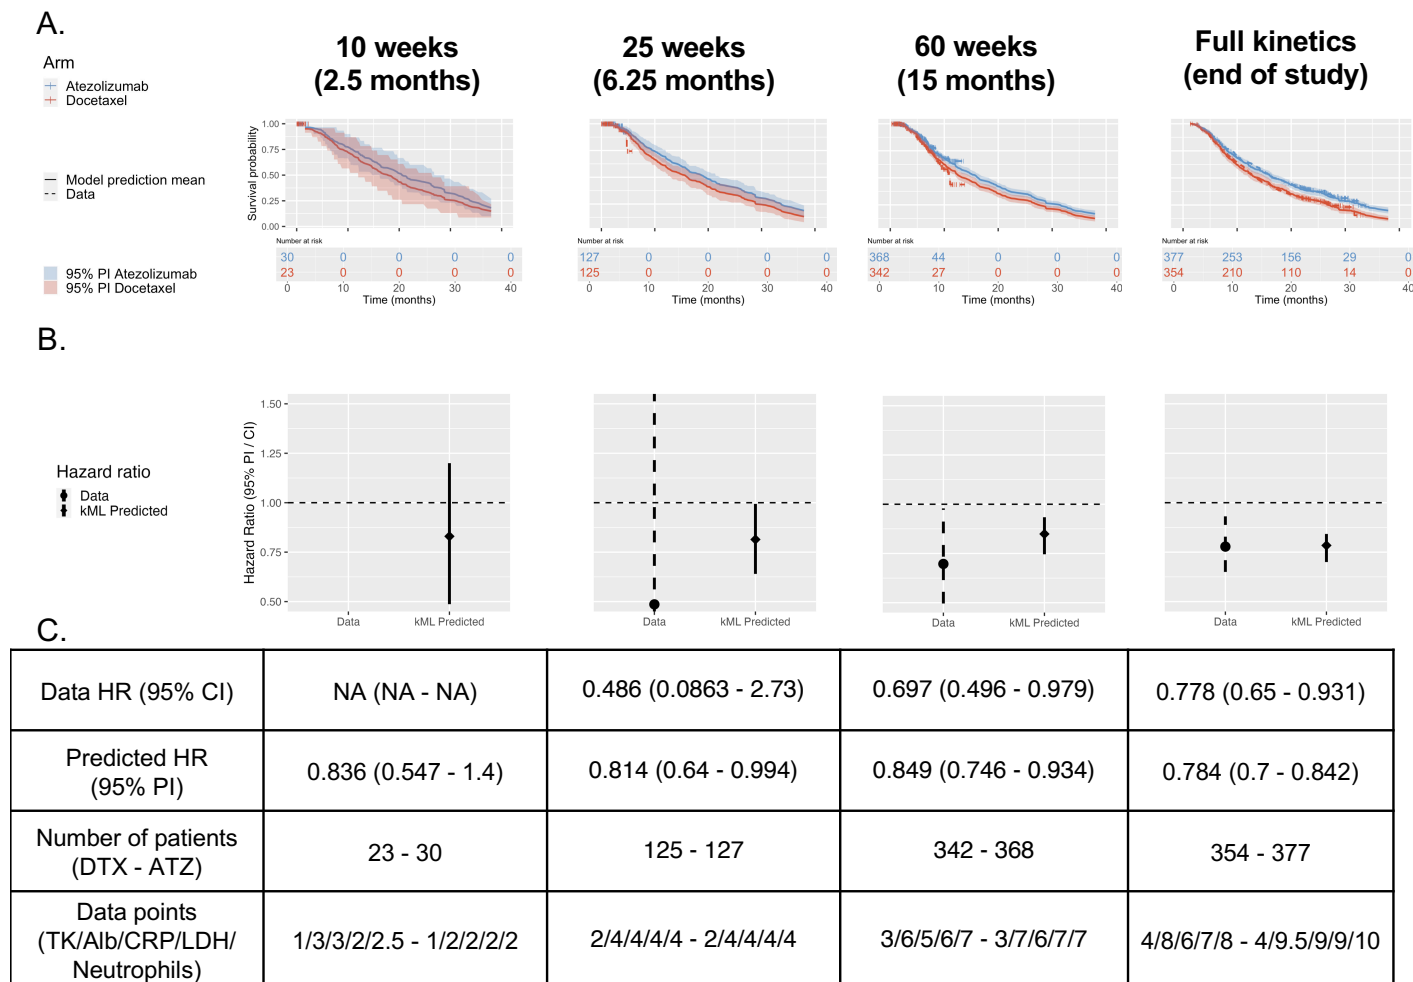 A.
Arm
Atezolizumab
Docetaxel
Model prediction mean
Data
95% PI Atezolizumab
95% PI Docetaxel
10 weeks
(2.5 months)
25 weeks
(6.25 months)
60 weeks
(15 months)
Full kinetics
(end of study)
Survival probability
1.00
0.75
0.50
0.25
0.00
Number at risk
30 0 0 0 0
23 0 0 0 0
0 10 20 30 40
Time (months)
Number at risk
127 0 0 0 0
125 0 0 0 0
0 10 20 30 40
Time (months)
Number at risk
368 44 0 0 0
342 27 0 0 0
0 10 20 30 40
Time (months)
Number at risk
377 253 156 29 0
354 210 110 14 0
0 10 20 30 40
Time (months)
B.
Hazard ratio
Data
kML Predicted
Hazard Ratio (95% PI / CI)
1.50
1.25
1.00
0.75
0.50
Data kML Predicted
Data kML Predicted
Data kML Predicted
Data kML Predicted
C.
Data HR (95% CI) NA (NA - NA) 0.486 (0.0863 - 2.73) 0.697 (0.496 - 0.979) 0.778 (0.65 - 0.931)
Predicted HR
(95% PI) 0.836 (0.547 - 1.4) 0.814 (0.64 - 0.994) 0.849 (0.746 - 0.934) 0.784 (0.7 - 0.842)
Number of patients
(DTX - ATZ) 23 - 30 125 - 127 342 - 368 354 - 377
Data points
(TK/Alb/CRP/LDH/
Neutrophils) 1/3/3/2/2.5 - 1/2/2/2/2 2/4/4/4/4 - 2/4/4/4/4 3/6/5/6/7 - 3/7/6/7/7 4/8/6/7/8 - 4/9.5/9/9/10